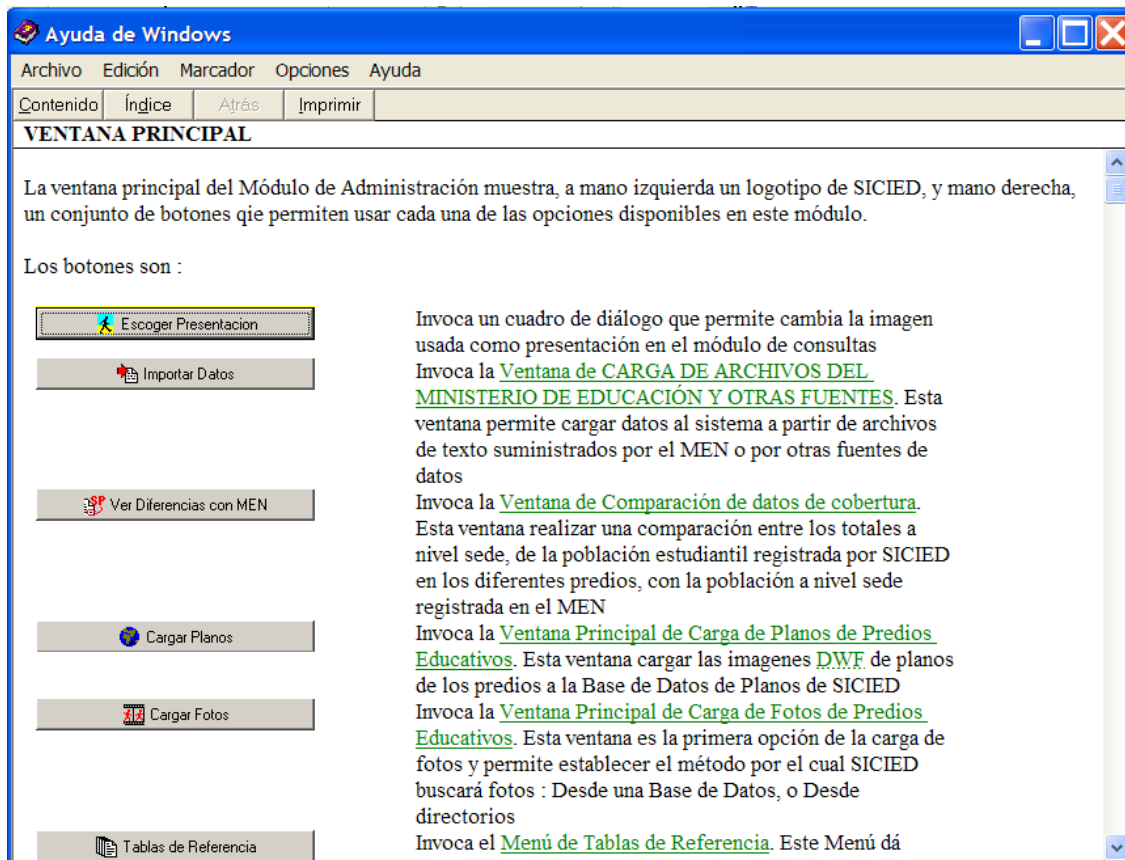 Ayuda de Windows
Archivo Edición Marcador Opciones Ayuda
Contenido Índice Atrás Imprimir
VENTANA PRINCIPAL
La ventana principal del Módulo de Administración muestra, a mano izquierda un logotipo de SICIED, y mano derecha,
un conjunto de botones qie permiten usar cada una de las opciones disponibles en este módulo.
Los botones son :
Escoger Presentacion
Invoca un cuadro de diálogo que permite cambia la imagen
usada como presentación en el módulo de consultas
Importar Datos
Invoca la Ventana de CARGA DE ARCHIVOS DEL
MINISTERIO DE EDUCACIÓN Y OTRAS FUENTES. Esta
ventana permite cargar datos al sistema a partir de archivos
de texto suministrados por el MEN o por otras fuentes de
datos
Ver Diferencias con MEN
Invoca la Ventana de Comparación de datos de cobertura.
Esta ventana realizar una comparación entre los totales a
nivel sede, de la población estudiantil registrada por SICIED
en los diferentes predios, con la población a nivel sede
registrada en el MEN
Cargar Planos
Invoca la Ventana Principal de Carga de Planos de Predios
Educativos. Esta ventana cargar las imagenes DWF de planos
de los predios a la Base de Datos de Planos de SICIED
Cargar Fotos
Invoca la Ventana Principal de Carga de Fotos de Predios
Educativos. Esta ventana es la primera opción de la carga de
fotos y permite establecer el método por el cual SICIED
buscará fotos : Desde una Base de Datos, o Desde
directorios
Tablas de Referencia
Invoca el Menú de Tablas de Referencia. Este Menú dá